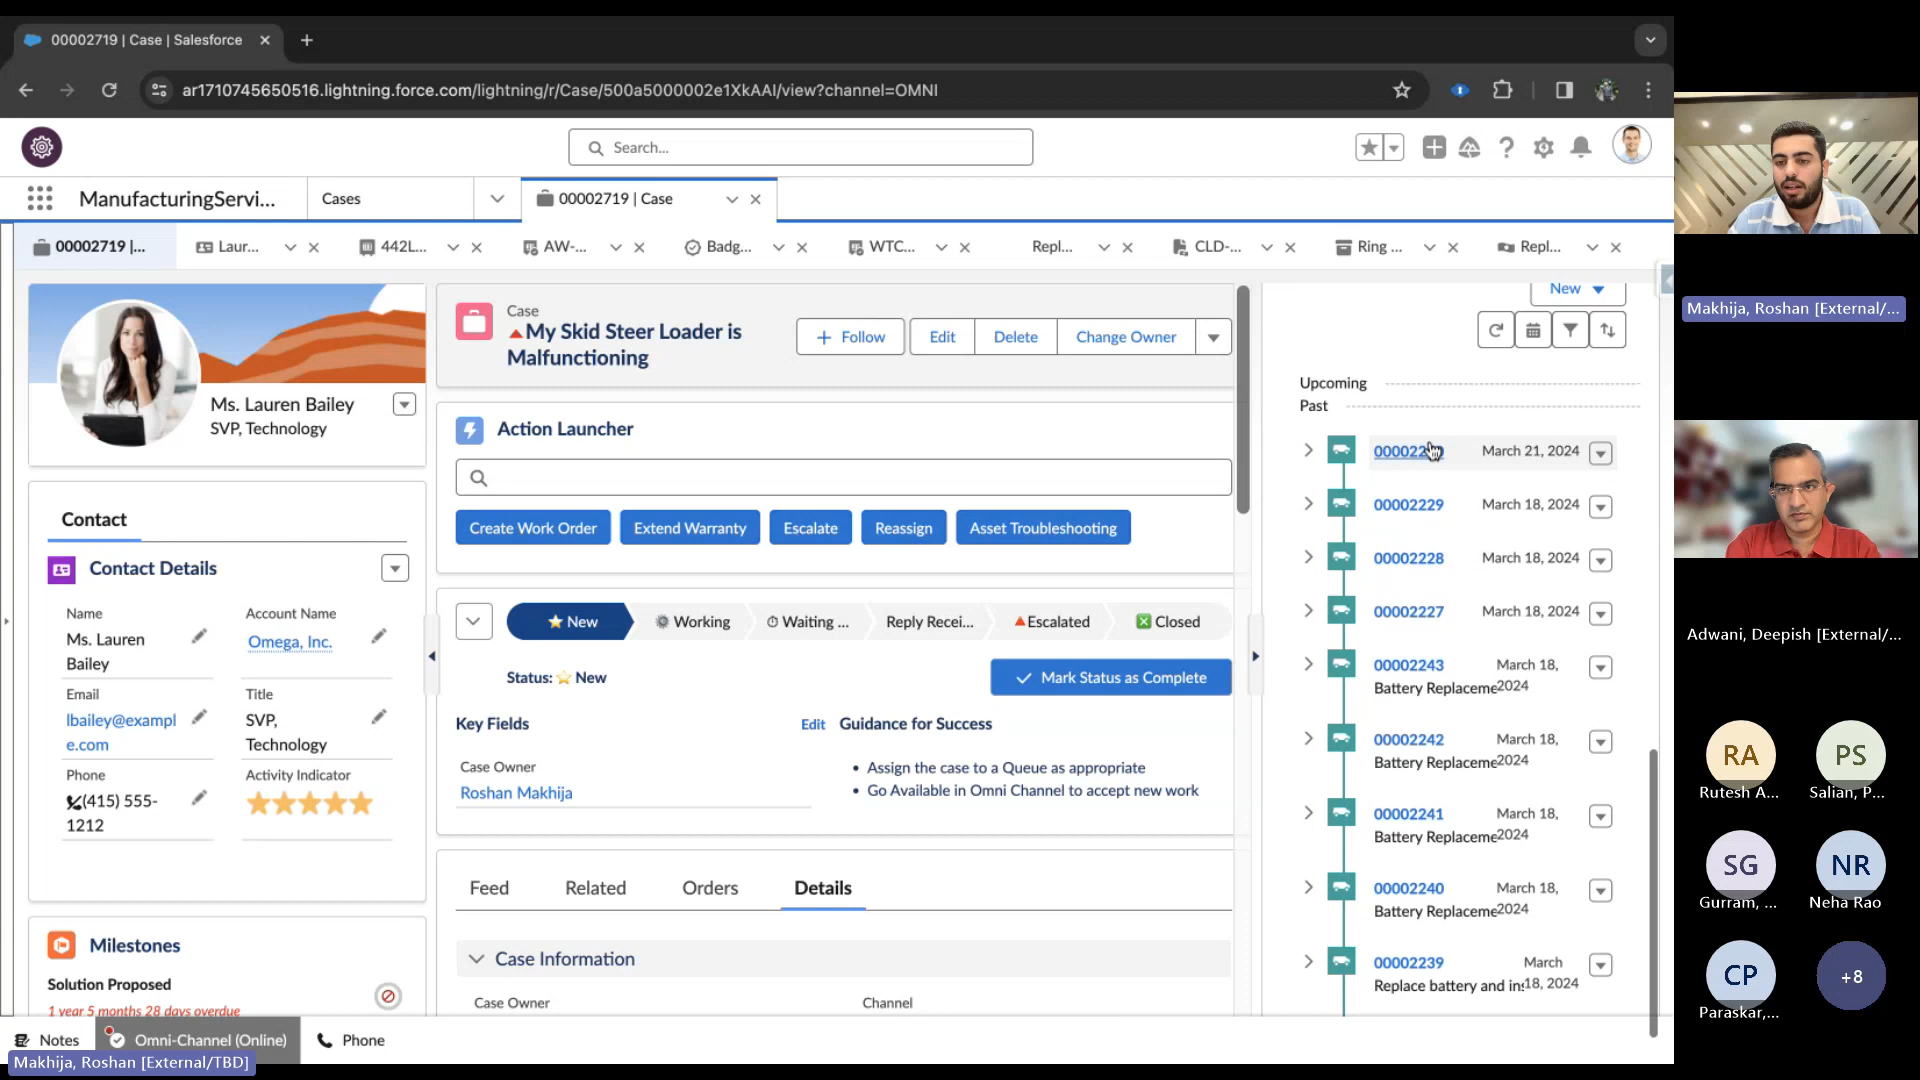 00002719 | Case | Salesforce
ar1710745650516.lightning.force.com/lightning/r/Case/500a5000002e1XkAAI/view?channel=OMNI
Search...
ManufacturingServi...
Cases
00002719 | Case
00002719 |...
Laur...
442L...
AW-...
Badg...
WTC...
Repl...
CLD-...
Ring ...
Repl...
Ms. Lauren Bailey
SVP, Technology
Contact
Contact Details
Name
Ms. Lauren
Bailey
Account Name
Omega, Inc.
Email
lbailey@exampl
e.com
Title
SVP,
Technology
Phone
(415) 555-
1212
Activity Indicator
Milestones
Solution Proposed
1 year 5 months 28 days overdue
Case
My Skid Steer Loader is
Malfunctioning
Follow
Edit
Delete
Change Owner
Action Launcher
Create Work Order
Extend Warranty
Escalate
Reassign
Asset Troubleshooting
New
Working
Waiting ...
Reply Recei...
Escalated
Closed
Status: New
Mark Status as Complete
Key Fields
Edit
Guidance for Success
Case Owner
Roshan Makhija
• Assign the case to a Queue as appropriate
• Go Available in Omni Channel to accept new work
Feed
Related
Orders
Details
Case Information
Case Owner
Channel
New
Upcoming
Past
March 21, 2024
00002229
March 18, 2024
00002228
March 18, 2024
00002227
March 18, 2024
00002243
March 18,
2024
Battery Replaceme
00002242
March 18,
2024
Battery Replaceme
00002241
March 18,
2024
Battery Replaceme
00002240
March 18,
2024
Battery Replaceme
00002239
March
18, 2024
Replace battery and in
Notes
Omni-Channel (Online)
Phone
Makhija, Roshan [External/TBD]
Makhija, Roshan [External/...
Adwani, Deepish [External/...
RA
Rutesh A...
PS
Salian, P...
SG
Gurram, ...
NR
Neha Rao
CP
Paraskar,...
+8